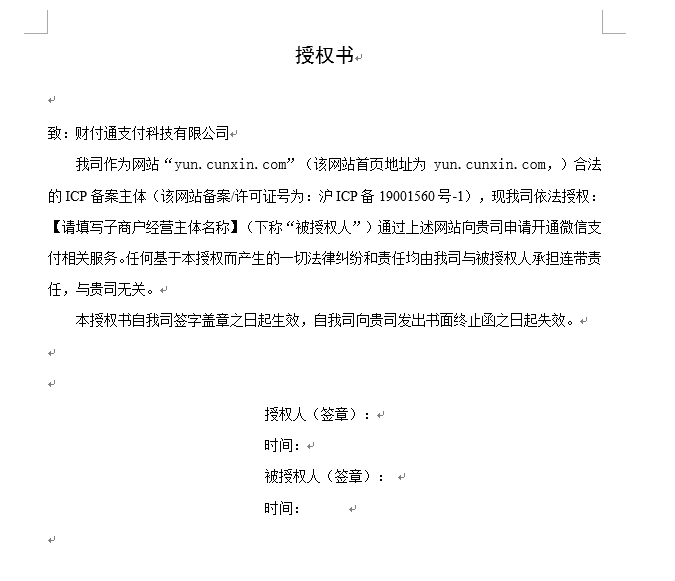 授权书
致：财付通支付科技有限公司
我司作为网站“yun.cunxin.com”（该网站首页地址为 yun.cunxin.com，）合法
的 ICP 备案主体（该网站备案/许可证号为：沪 ICP 备 19001560 号-1），现我司依法授权：
【请填写子商户经营主体名称】（下称“被授权人”）通过上述网站向贵司申请开通微信支
付相关服务。任何基于本授权而产生的一切法律纠纷和责任均由我司与被授权人承担连带责
任，与贵司无关。
本授权书自我司签字盖章之日起生效，自我司向贵司发出书面终止函之日起失效。
授权人（签章）：
时间：
被授权人（签章）：
时间：